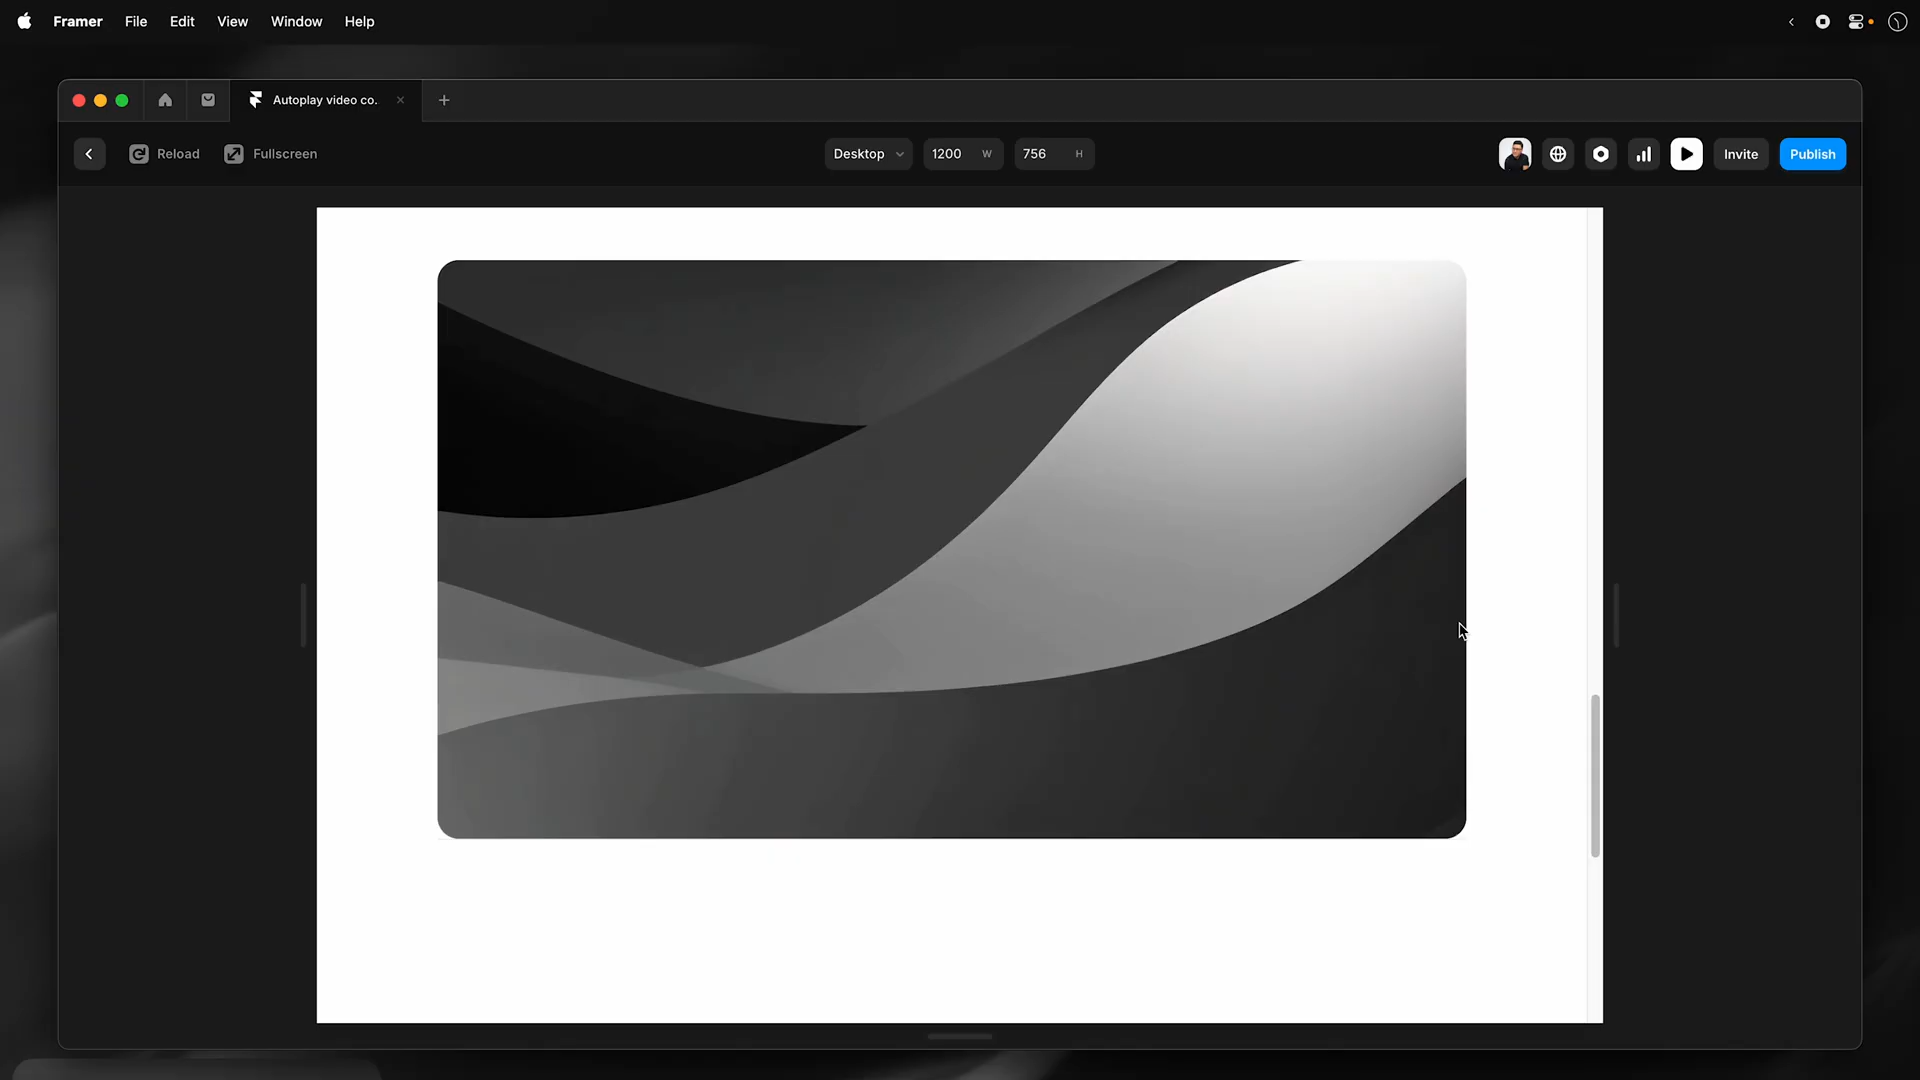 Framer File Edit View Window Help
Autoplay video co.
Reload Fullscreen Desktop 1200 W 756 H Invite Publish